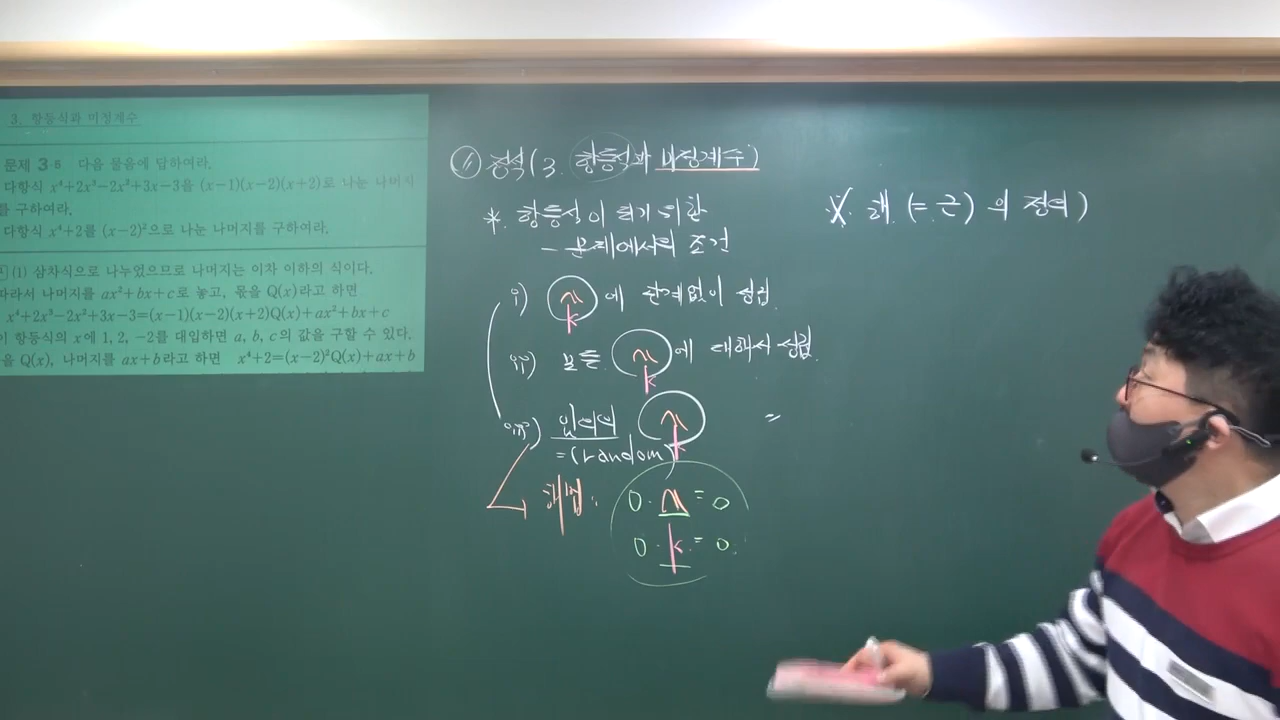 3. 항등식과 미정계수
문제 3-8 다음 물음에 답하여라.
다항식 x⁴+2x³-2x²+3x-3을 (x-1)(x-2)(x+2)로 나눈 나머지
를 구하여라.
다항식 x⁴+2를 (x-2)²으로 나눈 나머지를 구하여라.
(1) 삼차식으로 나누었으므로 나머지는 이차 이하의 식이다.
따라서 나머지를 ax²+bx+c로 놓고, 몫을 Q(x)라고 하면
x⁴+2x³-2x²+3x-3=(x-1)(x-2)(x+2)Q(x)+ax²+bx+c
이 항등식의 x에 1, 2, -2를 대입하면 a, b, c의 값을 구할 수 있다.
을 Q(x), 나머지를 ax+b라고 하면 x⁴+2=(x-2)²Q(x)+ax+b
정식(3. 항등식과 미정계수)
※. 항등식이 되기 위한
- 문제에서의 조건
i) x k 에 관계없이 성립
ii) 모든 x k 에 대해서 성립.
iii) 임의의 x k =
=(random)
해법: 0·x=0
0·k=0.
※. 해 (=근)의 정의)